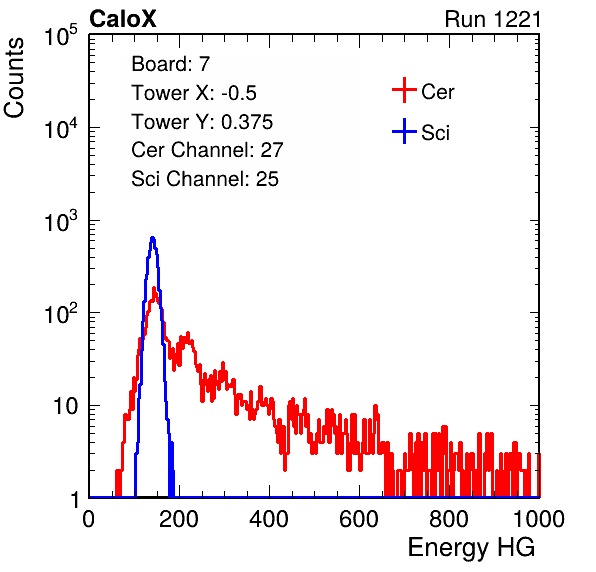 CaloX Run 1221
Counts
10^5
10^4
10^3
10^2
10
1
Board: 7
Tower X: -0.5
Tower Y: 0.375
Cer Channel: 27
Sci Channel: 25
Cer
Sci
0 200 400 600 800 1000
Energy HG